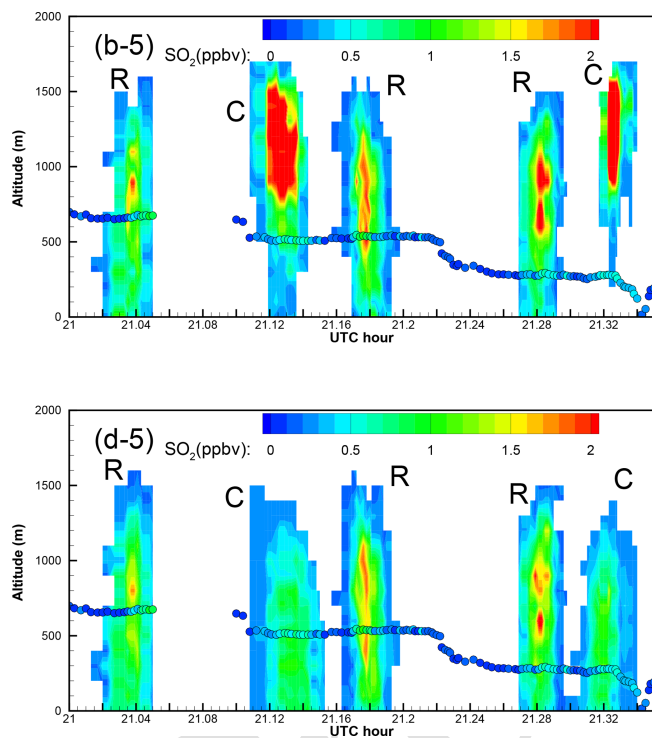 2000
(b-5)
SO2(ppbv): 0 0.5 1 1.5 2
R C R R C
1500
1000
500
0
Altitude (m)
21 21.04 21.08 21.12 21.16 21.2 21.24 21.28 21.32
UTC hour
2000
(d-5)
SO2(ppbv): 0 0.5 1 1.5 2
R C R R C
1500
1000
500
0
Altitude (m)
21 21.04 21.08 21.12 21.16 21.2 21.24 21.28 21.32
UTC hour